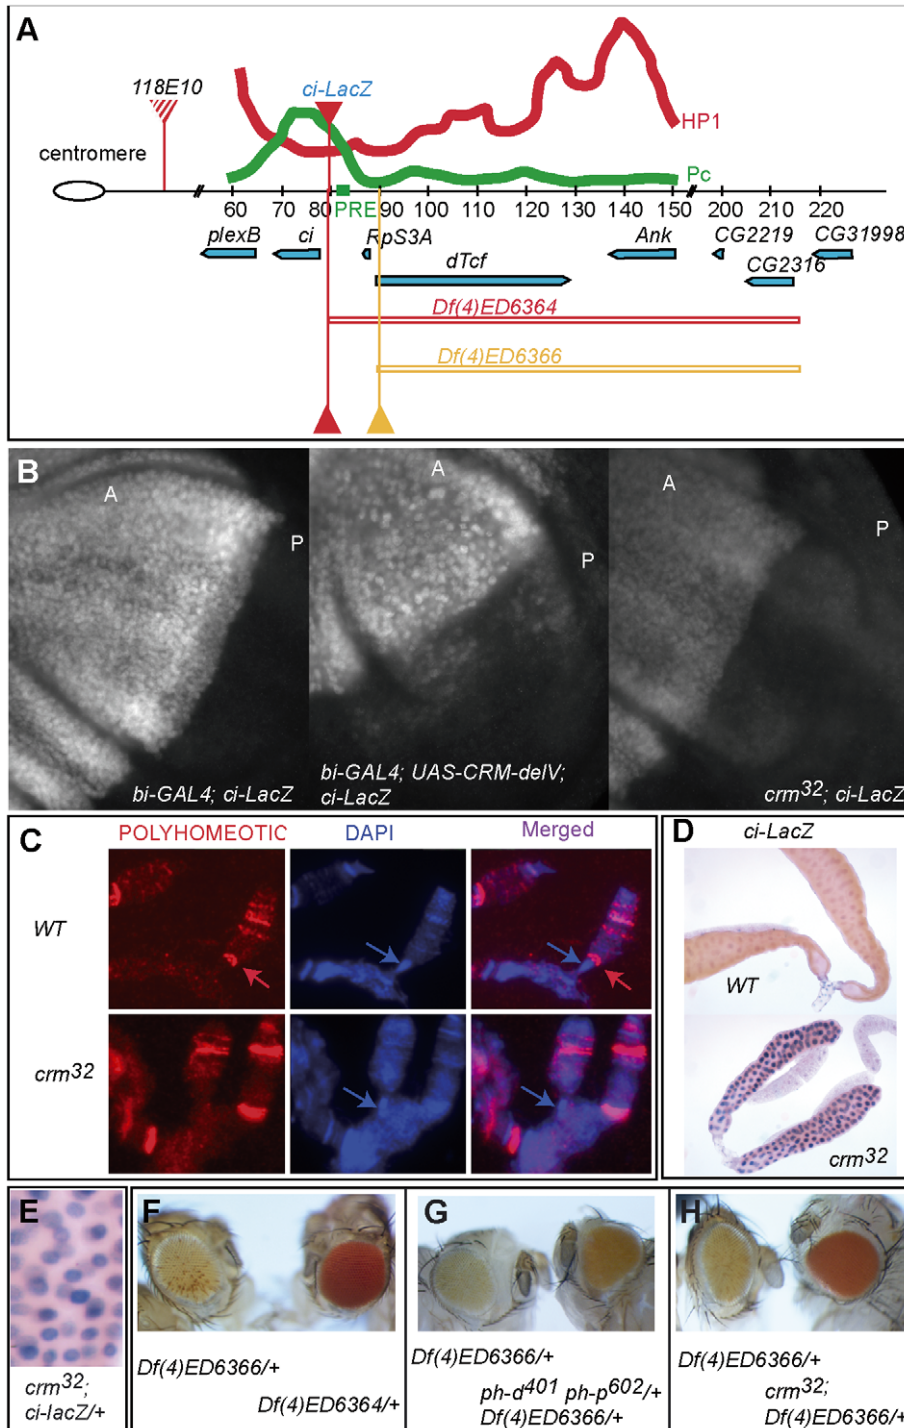 A
118E10
ci-LacZ
HP1
centromere
Pc
60 70 80 PRE 90 100 110 120 130 140 150 200 210 220
plexB ci RpS3A Ank CG2219 CG31998
dTcf CG2316
Df(4)ED6364
Df(4)ED6366
B
A P A P A P
bi-GAL4; ci-LacZ
bi-GAL4; UAS-CRM-delV;
ci-LacZ
crm32; ci-LacZ
C
POLYHOMEOTIC DAPI Merged
WT
crm32
D
ci-LacZ
WT
crm32
E
crm32;
ci-lacZ/+
F
Df(4)ED6366/+
Df(4)ED6364/+
G
Df(4)ED6366/+
ph-d401 ph-p602/+
Df(4)ED6366/+
H
Df(4)ED6366/+
crm32;
Df(4)ED6366/+